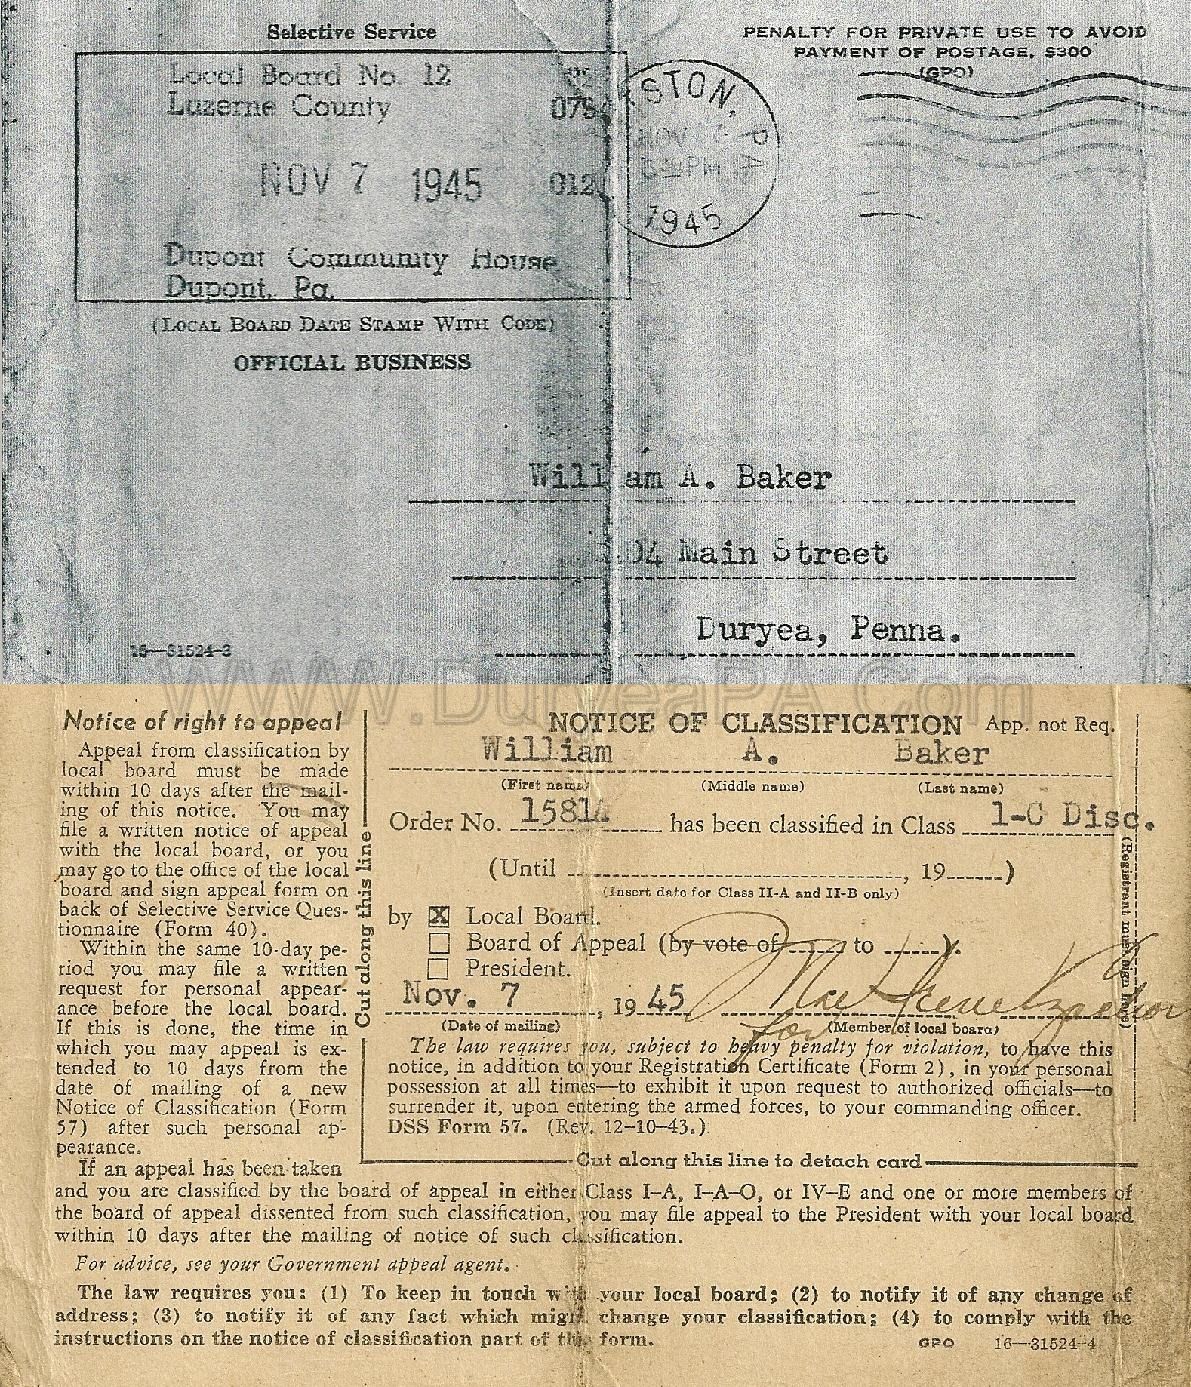 Selective Service
PENALTY FOR PRIVATE USE TO AVOID
PAYMENT OF POSTAGE, $300
(GPO)
Local Board No. 12
Luzerne County 079
NOV 7 1945 012
Dupont Community House
Dupont, Pa.
STON, PA
NOV
PM
1945
(LOCAL BOARD DATE STAMP WITH CODE)
OFFICIAL BUSINESS
William A. Baker
04 Main Street
Duryea, Penna.
16—31524-3
WWW.DuryeaPA.Com
Notice of right to appeal
Appeal from classification by
local board must be made
within 10 days after the mail-
ing of this notice. You may
file a written notice of appeal
with the local board, or you
may go to the office of the local
board and sign appeal form on
back of Selective Service Ques-
tionnaire (Form 40).
Within the same 10-day pe-
riod you may file a written
request for personal appear-
ance before the local board.
If this is done, the time in
which you may appeal is ex-
tended to 10 days from the
date of mailing of a new
Notice of Classification (Form
57) after such personal ap-
pearance.
If an appeal has been taken
and you are classified by the board of appeal in either Class I-A, I-A-O, or IV-E and one or more members of
the board of appeal dissented from such classification, you may file appeal to the President with your local board
within 10 days after the mailing of notice of such classification.
For advice, see your Government appeal agent.
The law requires you: (1) To keep in touch with your local board; (2) to notify it of any change of
address; (3) to notify it of any fact which might change your classification; (4) to comply with the
instructions on the notice of classification part of this form.
GPO 16—31524-4
Cut along this line
NOTICE OF CLASSIFICATION App. not Req.
William A. Baker
(First name) (Middle name) (Last name)
Order No. 15814 has been classified in Class 1-C Disc.
(Until , 19 )
(Insert date for Class II-A and II-B only)
by X Local Board.
Board of Appeal (by vote of to ).
President.
Nov. 7, 1945
for
(Date of mailing) (Member of local board)
(Registrant must sign here)
The law requires you, subject to heavy penalty for violation, to have this
notice, in addition to your Registration Certificate (Form 2), in your personal
possession at all times—to exhibit it upon request to authorized officials—to
surrender it, upon entering the armed forces, to your commanding officer.
DSS Form 57. (Rev. 12-10-43.)
Cut along this line to detach card